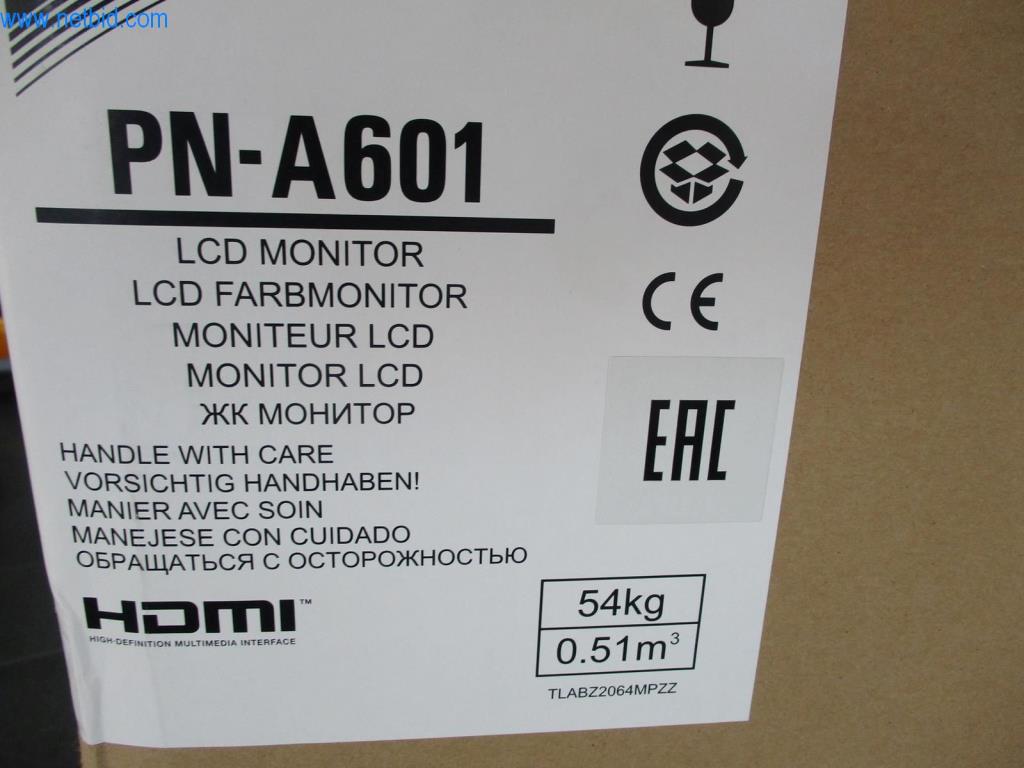 www.netbid.com
PN-A601
LCD MONITOR
LCD FARBMONITOR
MONITEUR LCD
MONITOR LCD
ЖК МОНИТОР
HANDLE WITH CARE
VORSICHTIG HANDHABEN!
MANIER AVEC SOIN
MANEJESE CON CUIDADO
ОБРАЩАТЬСЯ С ОСТОРОЖНОСТЬЮ
HDMI™
HIGH-DEFINITION MULTIMEDIA INTERFACE
CE
EAC
54kg
0.51m³
TLABZ2064MPZZ